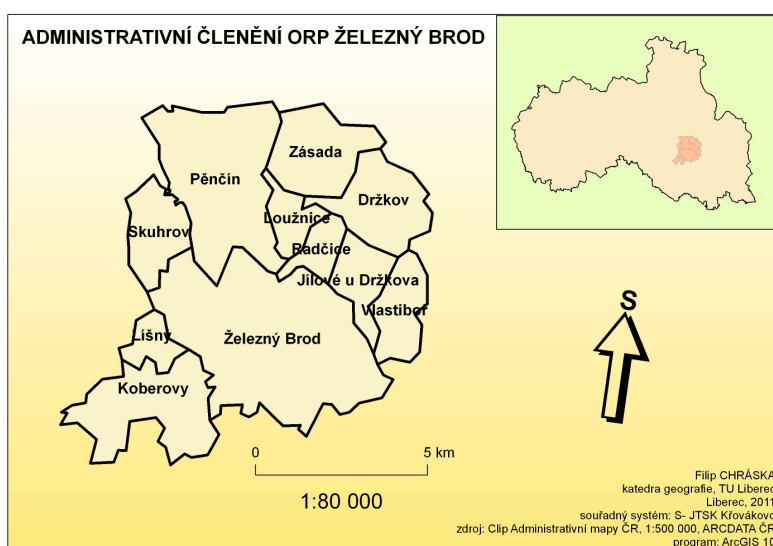 ADMINISTRATIVNÍ ČLENĚNÍ ORP ŽELEZNÝ BROD
Zásada
Pěnčín
Držkov
Loužnice
Skuhrov
Radčice
Jílové u Držkova
S
Vlastiboř
Líšny
Železný Brod
Koberovy
0 5 km
1:80 000
Filip CHRÁSKA
katedra geografie, TU Liberec
Liberec, 2011
souřadný systém: S- JTSK Křovákovo
zdroj: Clip Administrativní mapy ČR, 1:500 000, ARCDATA ČR
program: ArcGIS 10